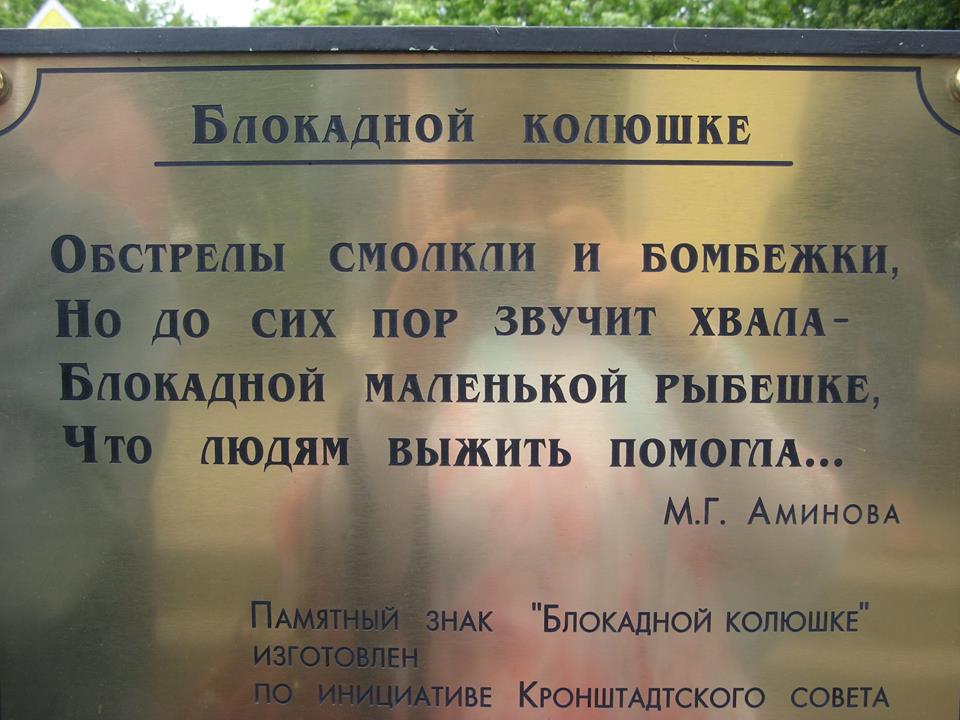 Блокадной колюшке
Обстрелы смолкли и бомбежки,
Но до сих пор звучит хвала-
Блокадной маленькой рыбешке,
Что людям выжить помогла...
М.Г. Аминова
Памятный знак "Блокадной колюшке"
изготовлен
по инициативе Кронштадтского совета